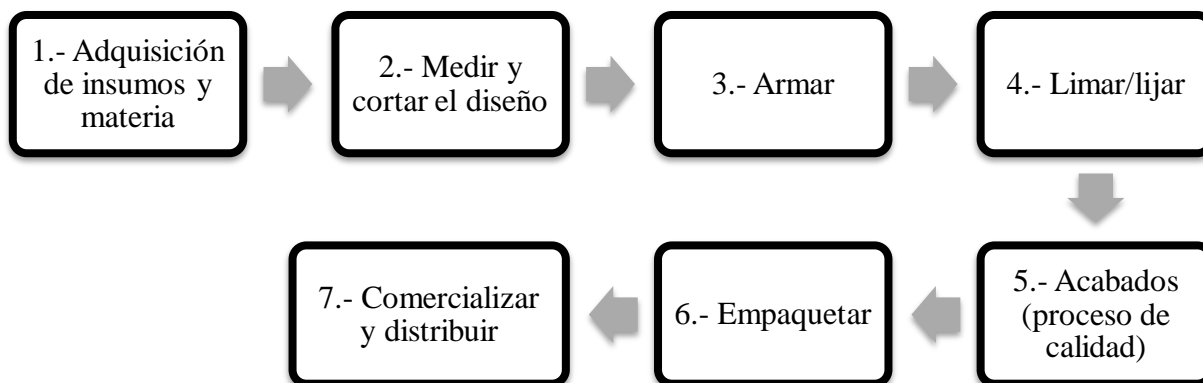 1.- Adquisición
de insumos y
materia
2.- Medir y
cortar el diseño
3.- Armar
4.- Limar/lijar
5.- Acabados
(proceso de
calidad)
6.- Empaquetar
7.- Comercializar
y distribuir